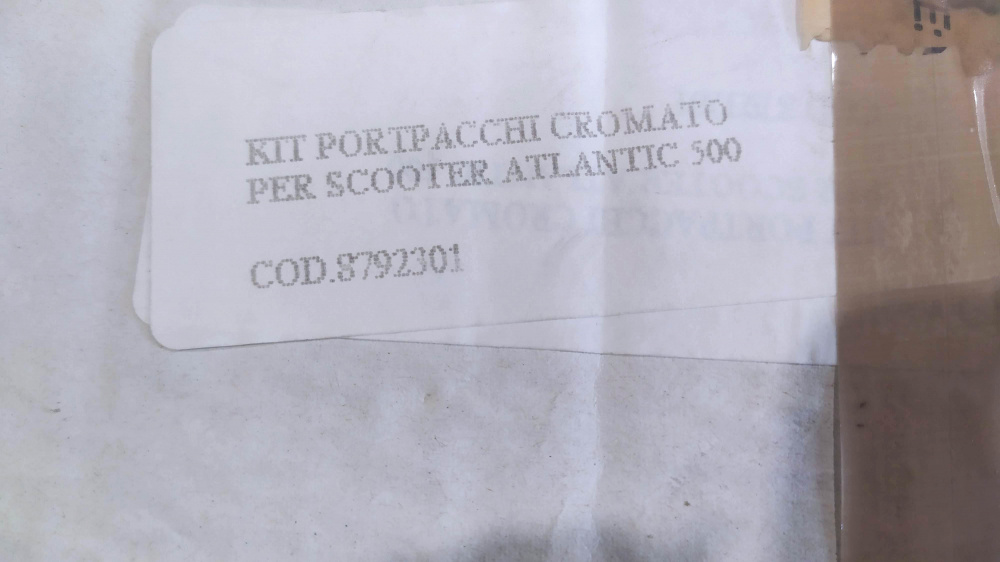 KIT PORTPACCHI CROMATO
PER SCOOTER ATLANTIC 500
COD.8792301